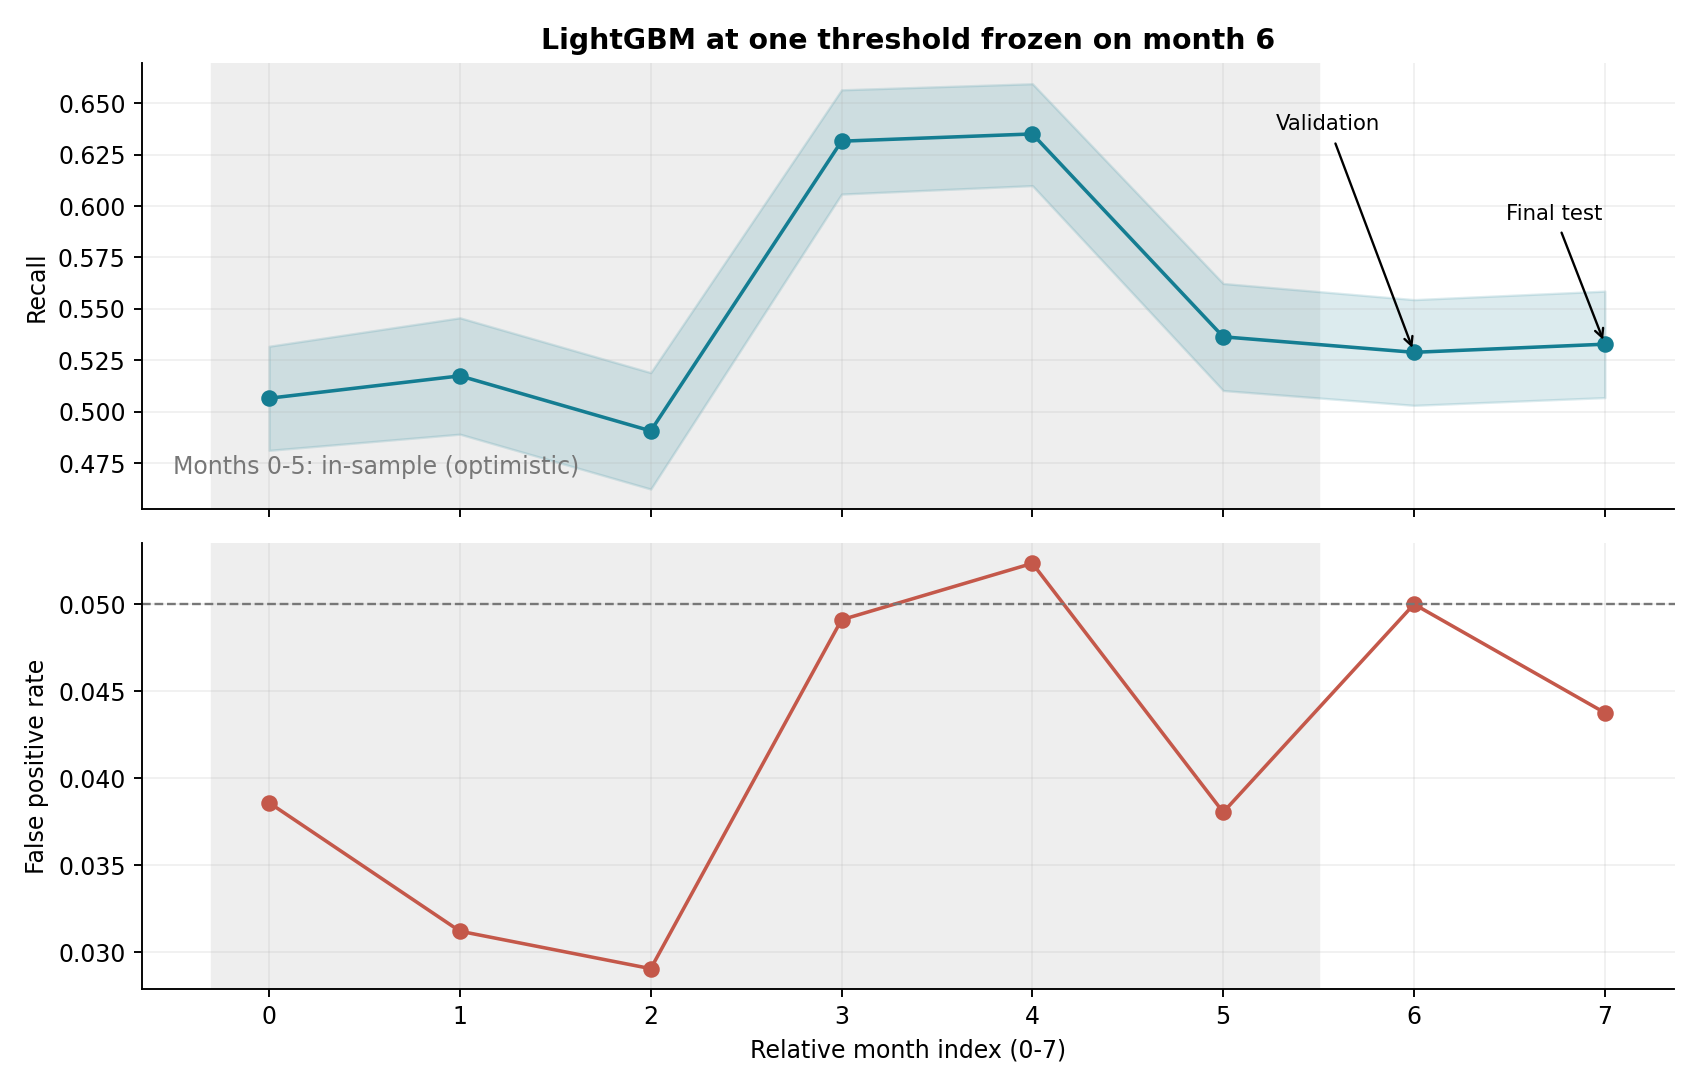 LightGBM at one threshold frozen on month 6
Recall
0.650
0.625
0.600
0.575
0.550
0.525
0.500
0.475
Validation
Final test
Months 0-5: in-sample (optimistic)
False positive rate
0.050
0.045
0.040
0.035
0.030
0 1 2 3 4 5 6 7
Relative month index (0-7)